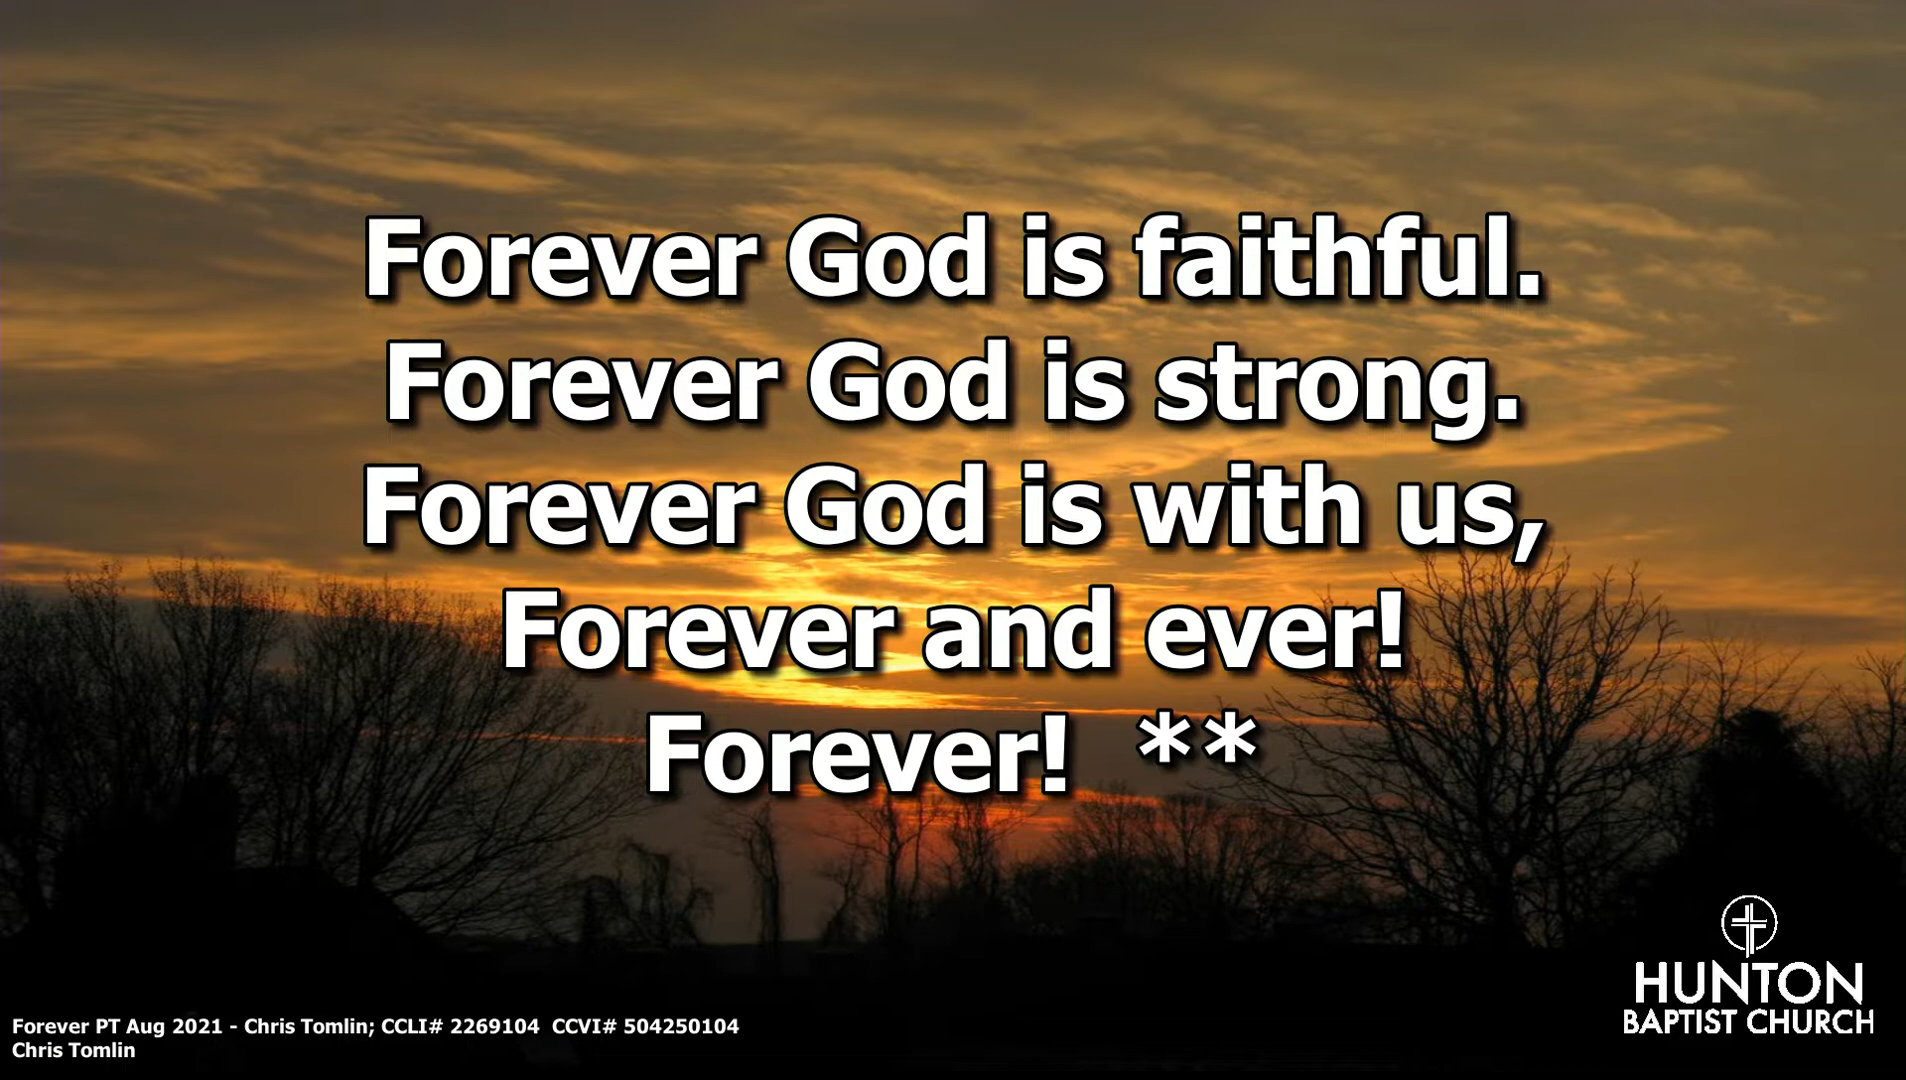 Forever God is faithful.
Forever God is strong.
Forever God is with us,
Forever and ever!
Forever!  **
HUNTON
BAPTIST CHURCH
Forever PT Aug 2021 - Chris Tomlin; CCLI# 2269104  CCVI# 504250104
Chris Tomlin